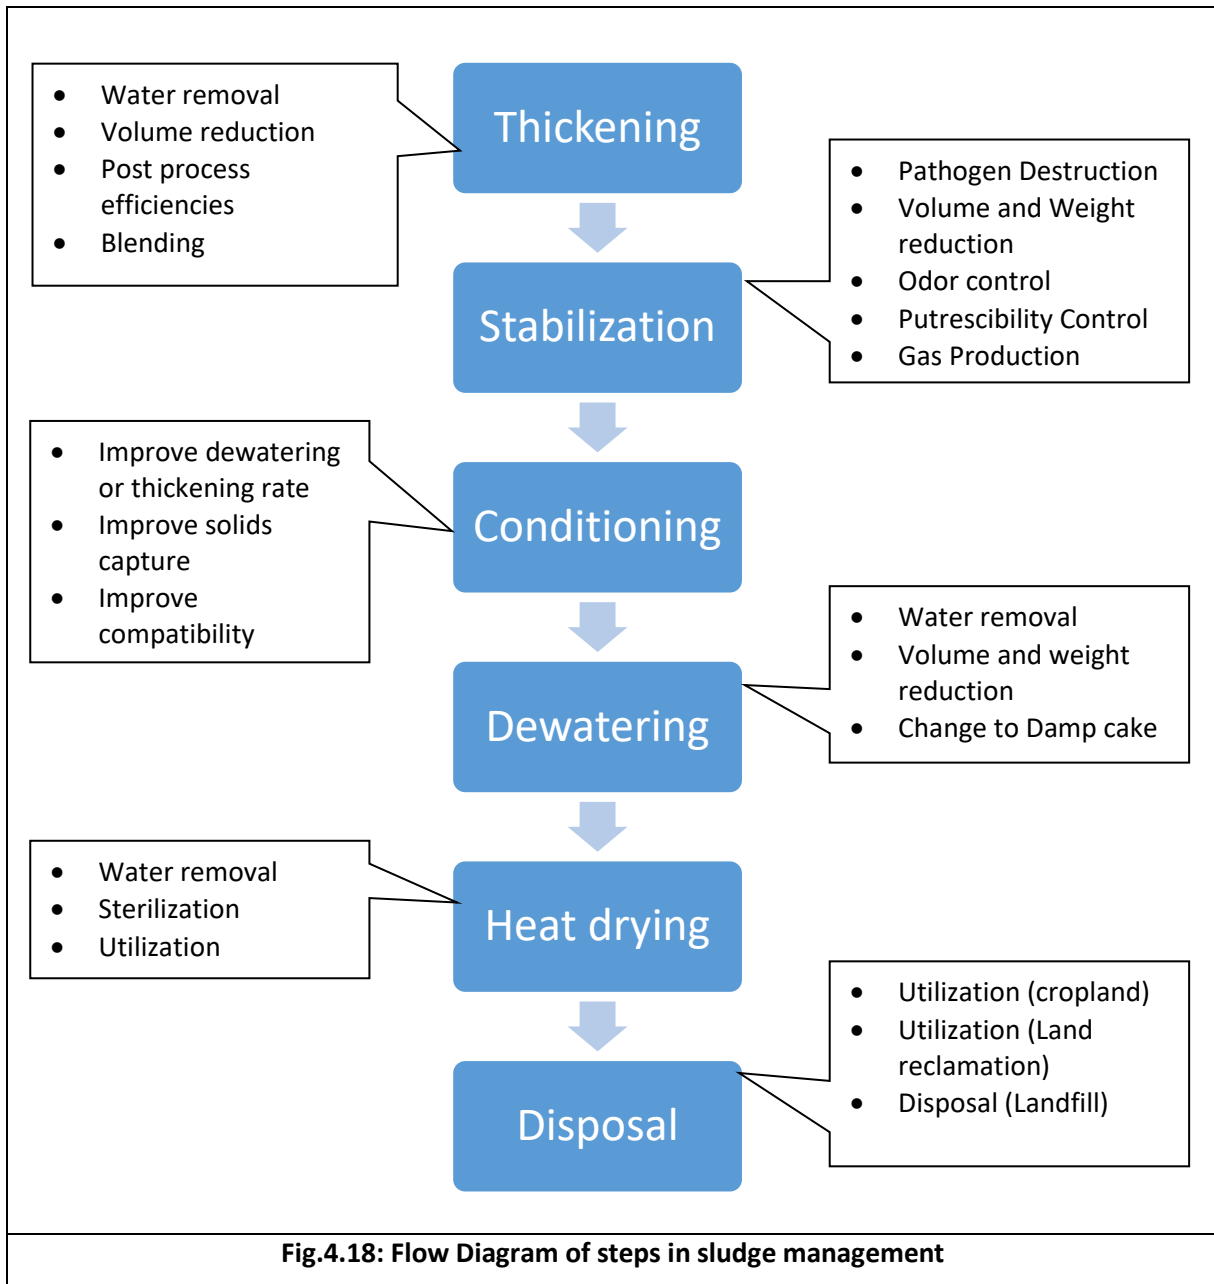 • Water removal
• Volume reduction
• Post process
efficiencies
• Blending
Thickening
• Pathogen Destruction
• Volume and Weight
reduction
• Odor control
• Putrescibility Control
• Gas Production
Stabilization
• Improve dewatering
or thickening rate
• Improve solids
capture
• Improve
compatibility
Conditioning
• Water removal
• Volume and weight
reduction
• Change to Damp cake
Dewatering
• Water removal
• Sterilization
• Utilization
Heat drying
• Utilization (cropland)
• Utilization (Land
reclamation)
• Disposal (Landfill)
Disposal
Fig.4.18: Flow Diagram of steps in sludge management